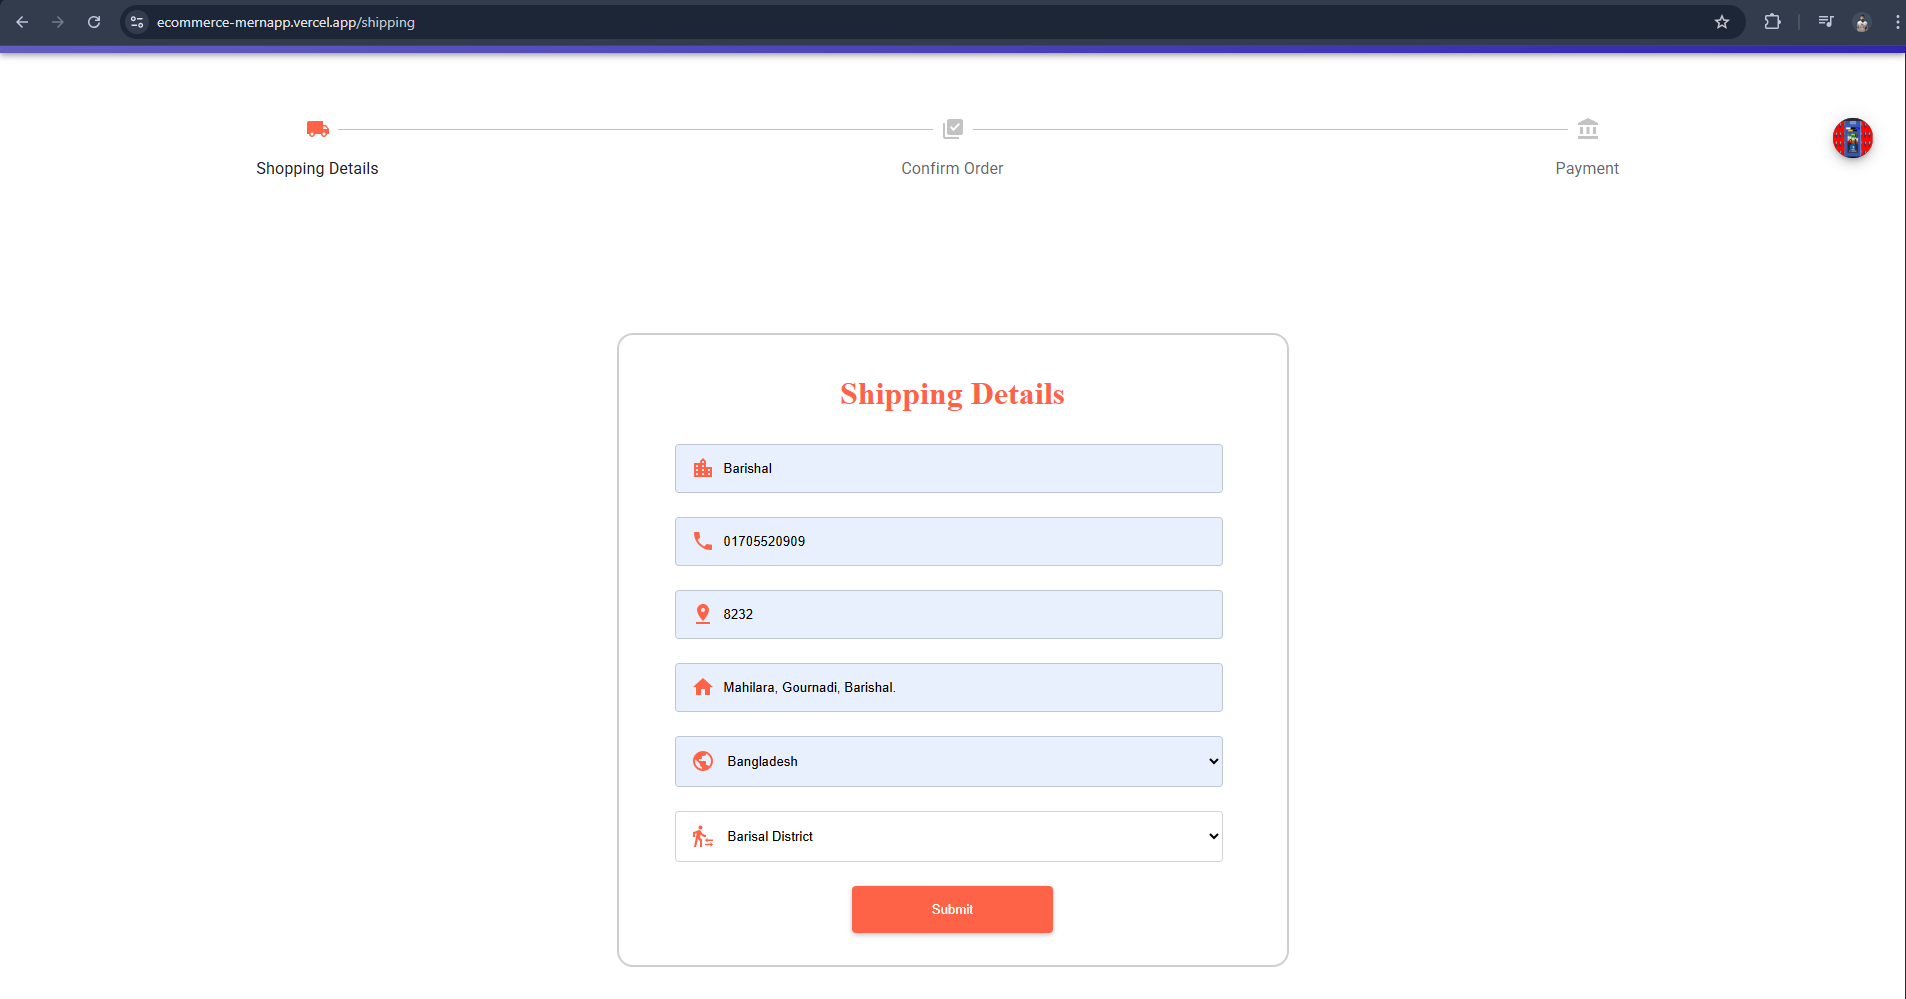 ecommerce-mernapp.vercel.app/shipping
Shopping Details
Confirm Order
Payment
Shipping Details
Barishal
01705520909
8232
Mahilara, Gournadi, Barishal.
Bangladesh
Barisal District
Submit